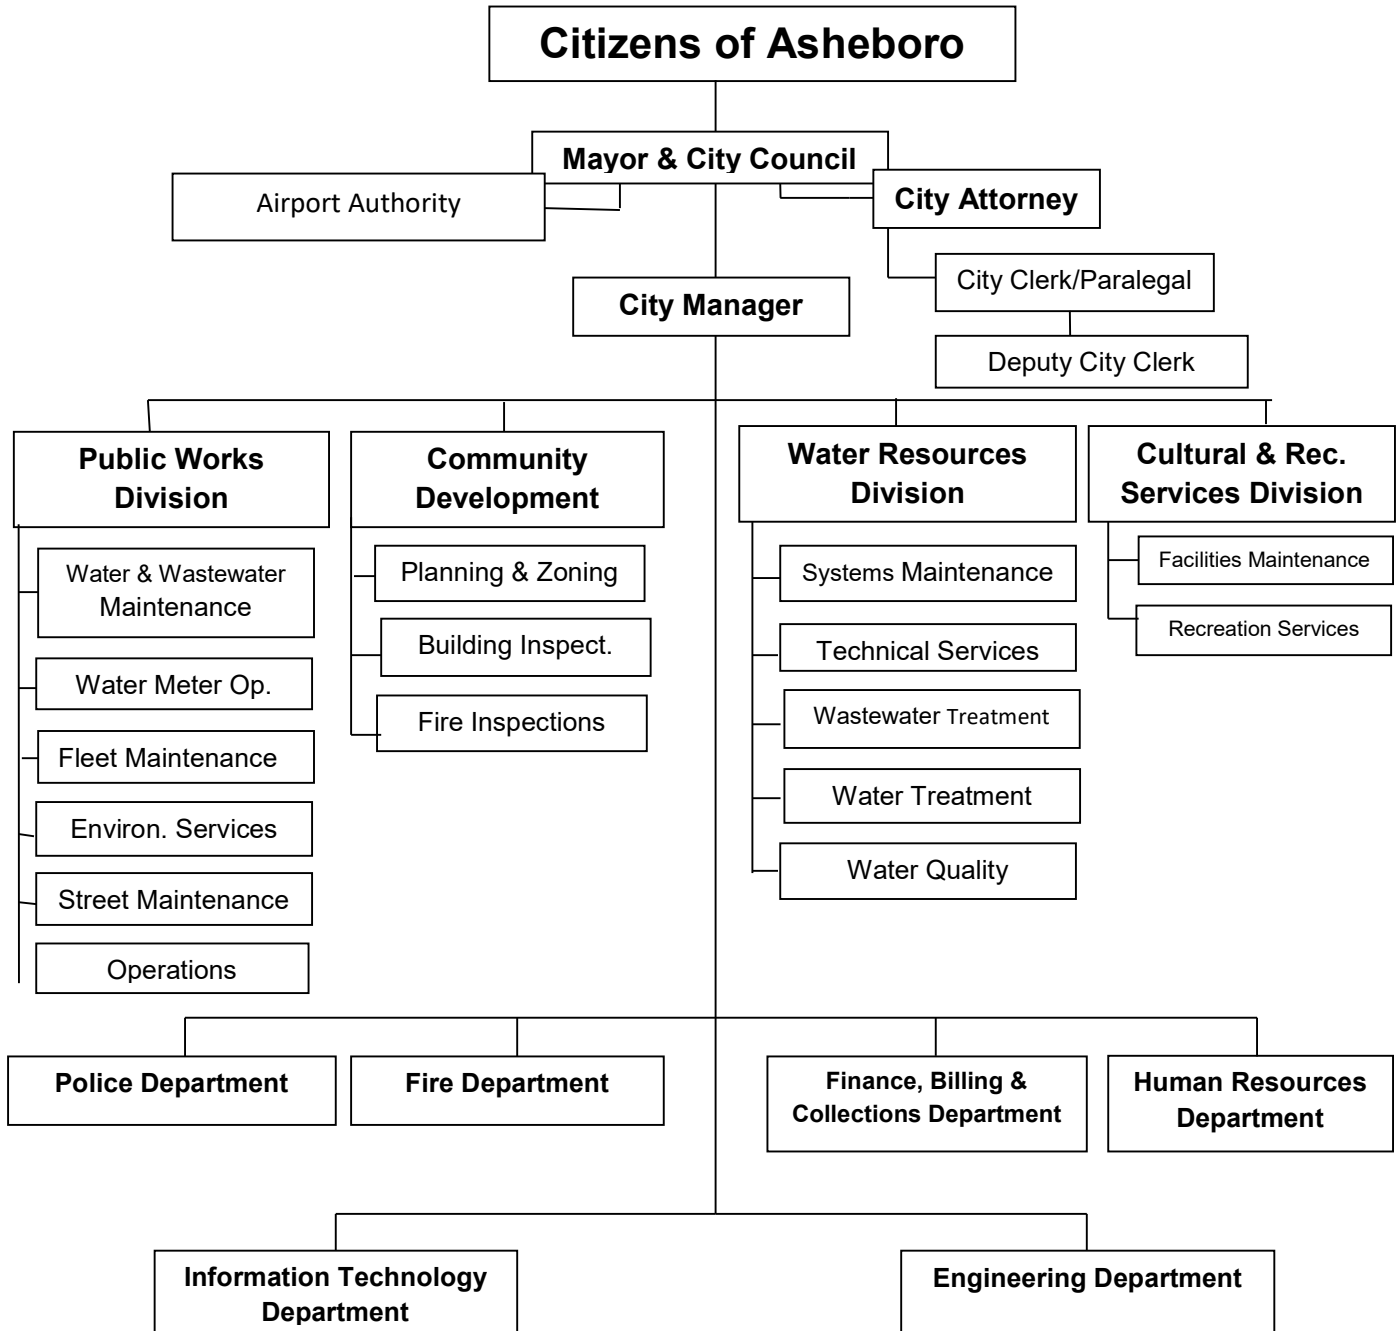 Citizens of Asheboro
Mayor & City Council
Airport Authority
City Attorney
City Clerk/Paralegal
City Manager
Deputy City Clerk
Public Works
Division
Water & Wastewater
Maintenance
Water Meter Op.
Fleet Maintenance
Environ. Services
Street Maintenance
Operations
Community
Development
Planning & Zoning
Building Inspect.
Fire Inspections
Water Resources
Division
Systems Maintenance
Technical Services
Wastewater Treatment
Water Treatment
Water Quality
Cultural & Rec.
Services Division
Facilities Maintenance
Recreation Services
Police Department
Fire Department
Finance, Billing &
Collections Department
Human Resources
Department
Information Technology
Department
Engineering Department